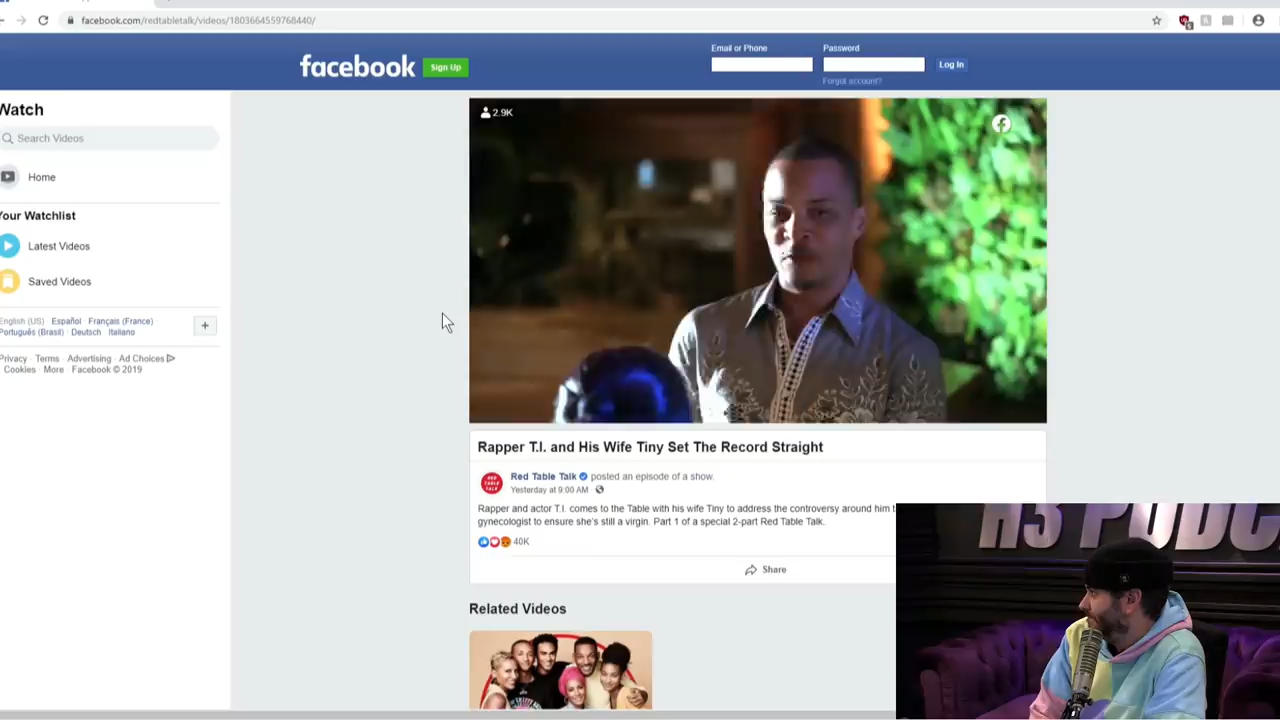 facebook.com/redtabletalk/videos/1803664559768440/
facebook
Sign Up
Email or Phone
Password
Log In
Forgot account?
Watch
Search Videos
Home
Your Watchlist
Latest Videos
Saved Videos
English (US) · Español · Français (France)
Português (Brasil) · Deutsch · Italiano
+
Privacy · Terms · Advertising · Ad Choices
Cookies · More · Facebook © 2019
2.9K
Rapper T.I. and His Wife Tiny Set The Record Straight
RED TABLE TALK
Red Table Talk posted an episode of a show.
Yesterday at 9:00 AM ·
Rapper and actor T.I. comes to the Table with his wife Tiny to address the controversy around him t
gynecologist to ensure she's still a virgin. Part 1 of a special 2-part Red Table Talk.
40K
Share
Related Videos
H3 PODC